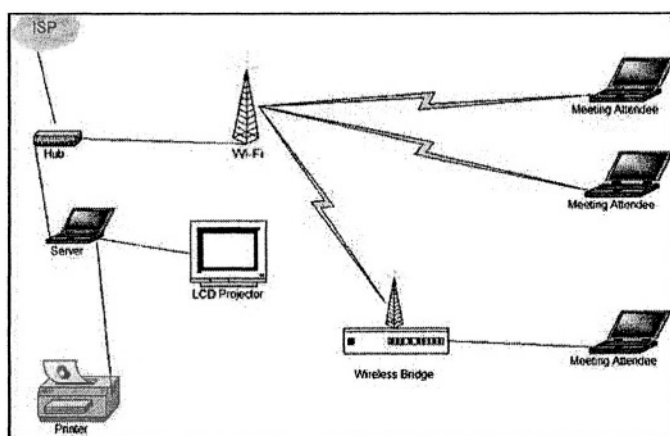 ISP
Hub
Wi-Fi
Meeting Attendee
Meeting Attendee
Server
LCD Projector
Wireless Bridge
Meeting Attendee
Printer